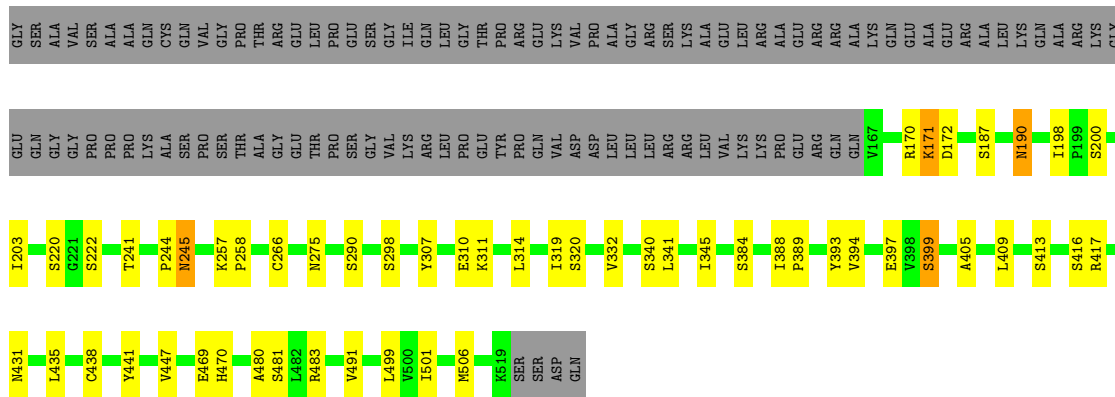 GLY SER ALA VAL SER ALA ALA GLN CYS GLN VAL GLY PRO THR ARG GLU LEU PRO GLU SER GLY ILE GLN LEU GLY THR PRO ARG GLU LYS VAL PRO ALA GLY ARG SER LYS ALA GLU LEU ARG ALA GLU ARG ARG ALA LYS GLN GLU ALA GLU ARG ALA LEU LYS GLN ALA ARG LYS GLY
GLU GLN GLY GLY PRO PRO PRO LYS ALA SER PRO SER THR ALA GLY GLU THR PRO SER GLY VAL LYS ARG LEU PRO GLU TYR PRO GLN VAL ASP ASP LEU LEU LEU ARG ARG LEU VAL LYS LYS PRO GLU ARG GLN GLN V167 R170 K171 D172 S187 N190 I198 P199 S200
I203 S220 G221 S222 T241 P244 N245 K257 P258 C266 N275 S290 S298 Y307 E310 K311 L314 I319 S320 V332 S340 L341 I345 S384 I388 P389 Y393 V394 E397 V398 S399 A405 L409 S413 S416 R417
N431 L435 C438 Y441 V447 E469 H470 A480 S481 L482 R483 V491 L499 V500 I501 M506 K519 SER SER ASP GLN